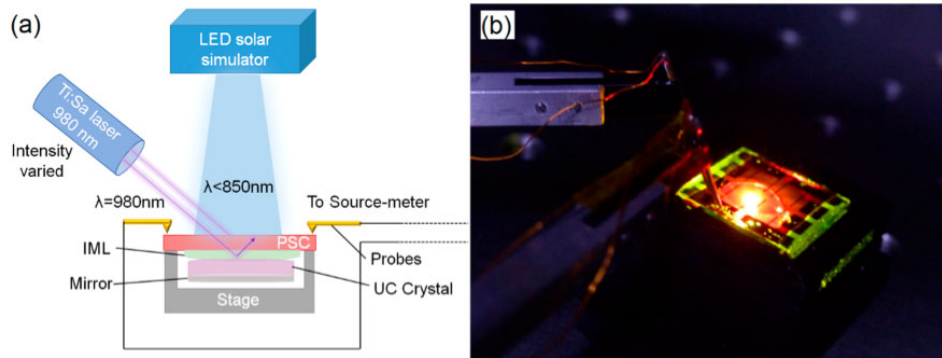 (a)
LED solar
simulator
Ti:Sa laser
980 nm
Intensity
varied
λ<850nm
λ=980nm
To Source-meter
PSC
IML
Probes
Mirror
UC Crystal
Stage
(b)